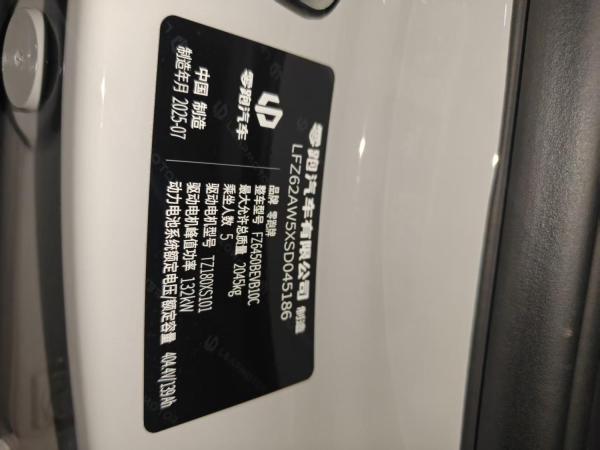 零跑汽车有限公司 制造
LFZ62AW5XSD045186
零跑汽车
品牌 零跑牌
整车型号 FZ6450BEVB10C
最大允许总质量 2045kg
乘坐人数 5
驱动电机型号 TZ180XS101
驱动电机峰值功率 132kW
动力电池系统额定电压/额定容量 404.4V/139Ah
中国 制造
制造年月 2025-07